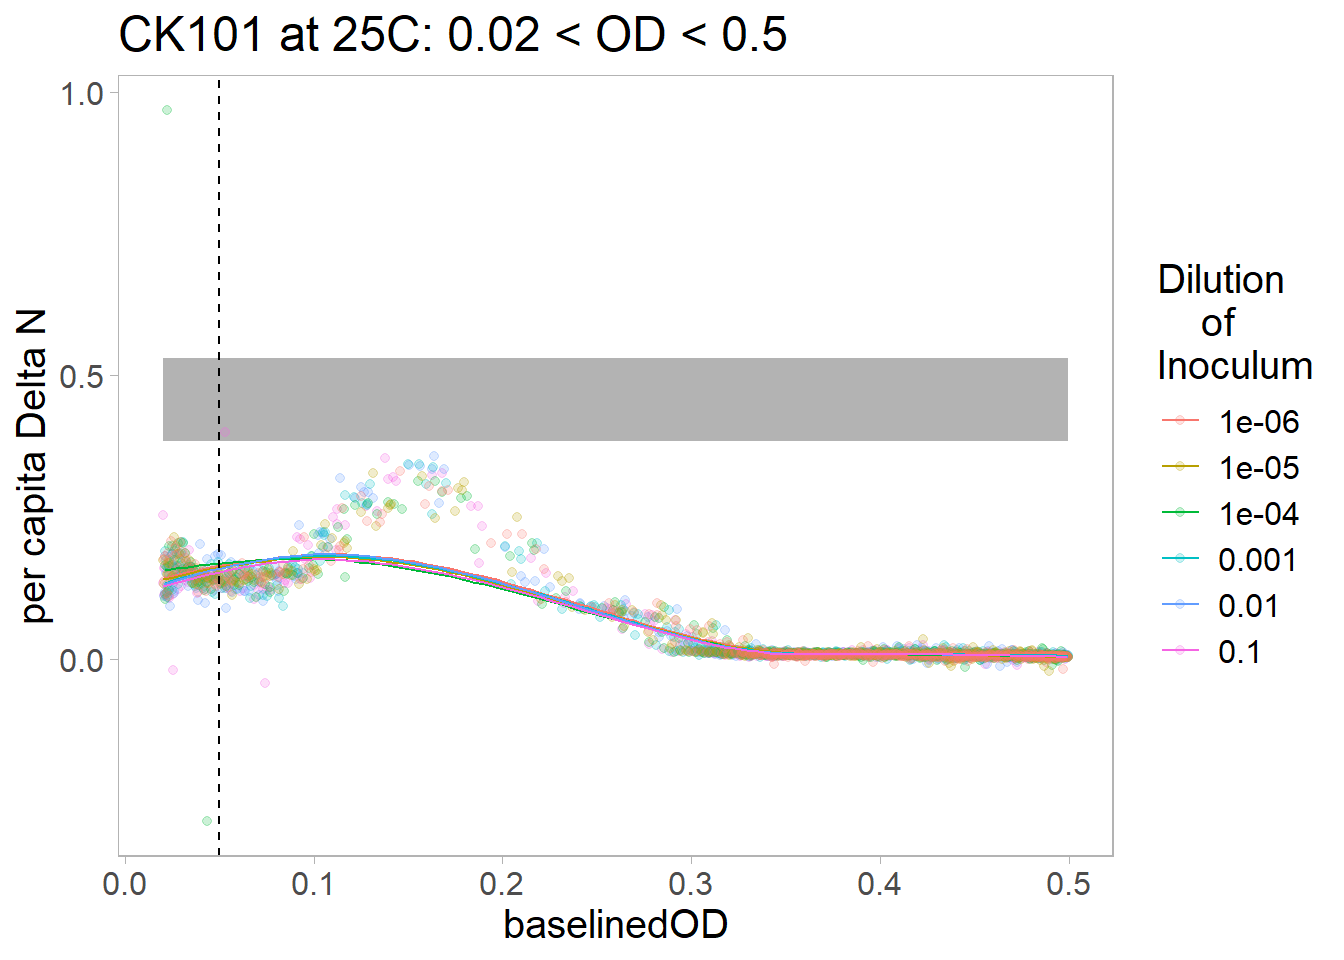 CK101 at 25C: 0.02 < OD < 0.5
per capita Delta N
1.0
0.5
0.0
0.0 0.1 0.2 0.3 0.4 0.5
baselinedOD
Dilution
of
Inoculum
1e-06
1e-05
1e-04
0.001
0.01
0.1